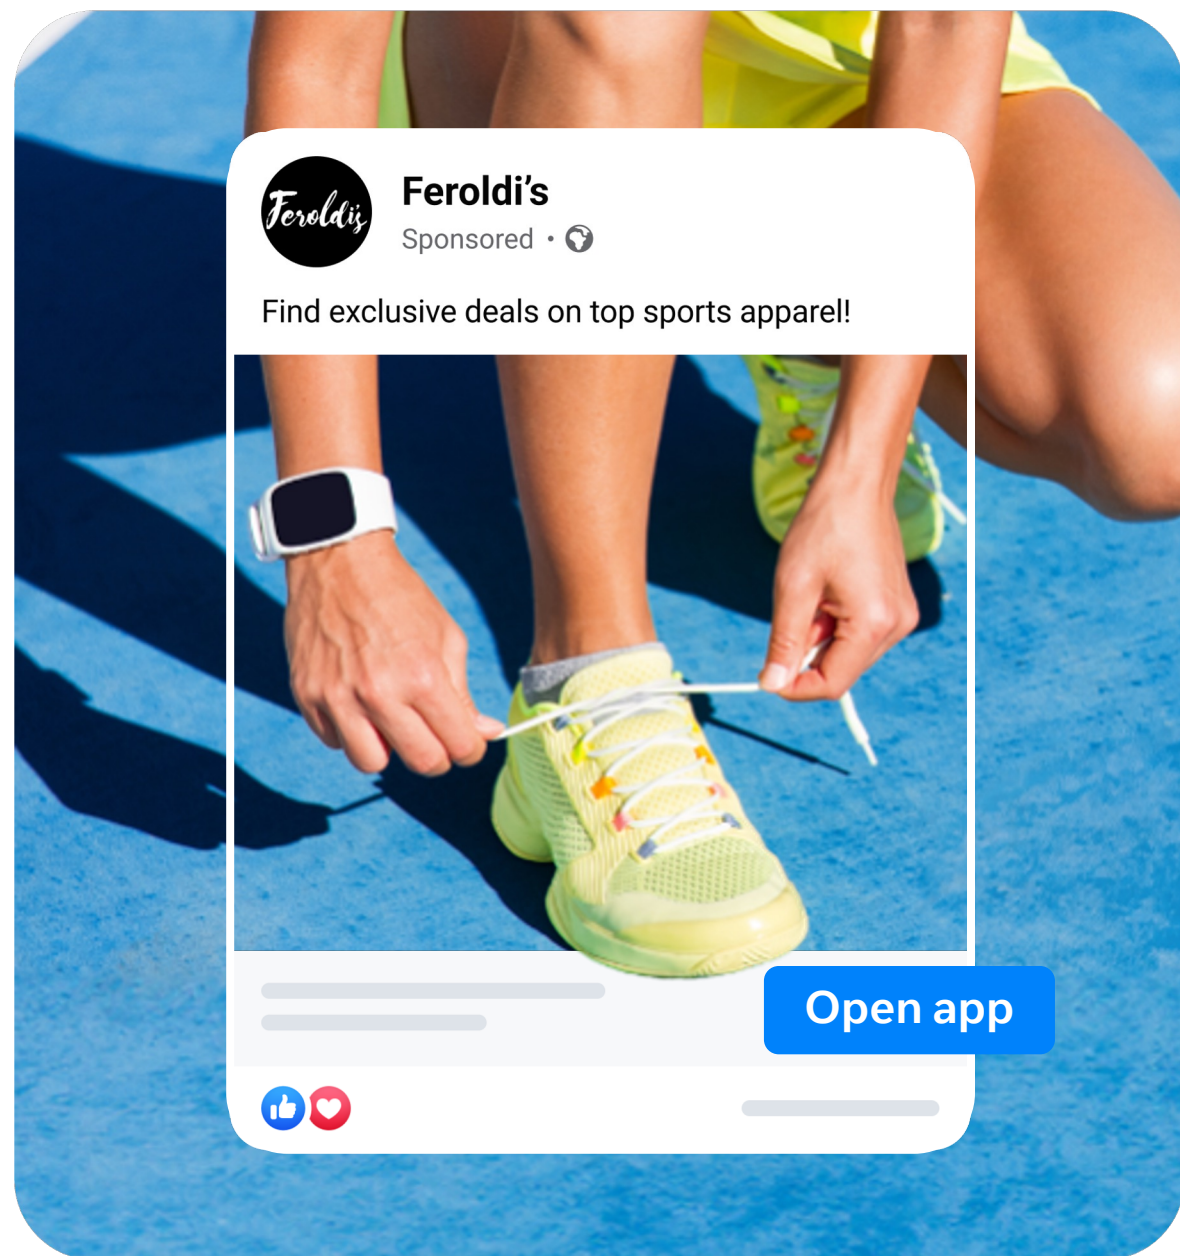 Feroldi's
Feroldi’s
Sponsored •
Find exclusive deals on top sports apparel!
Open app